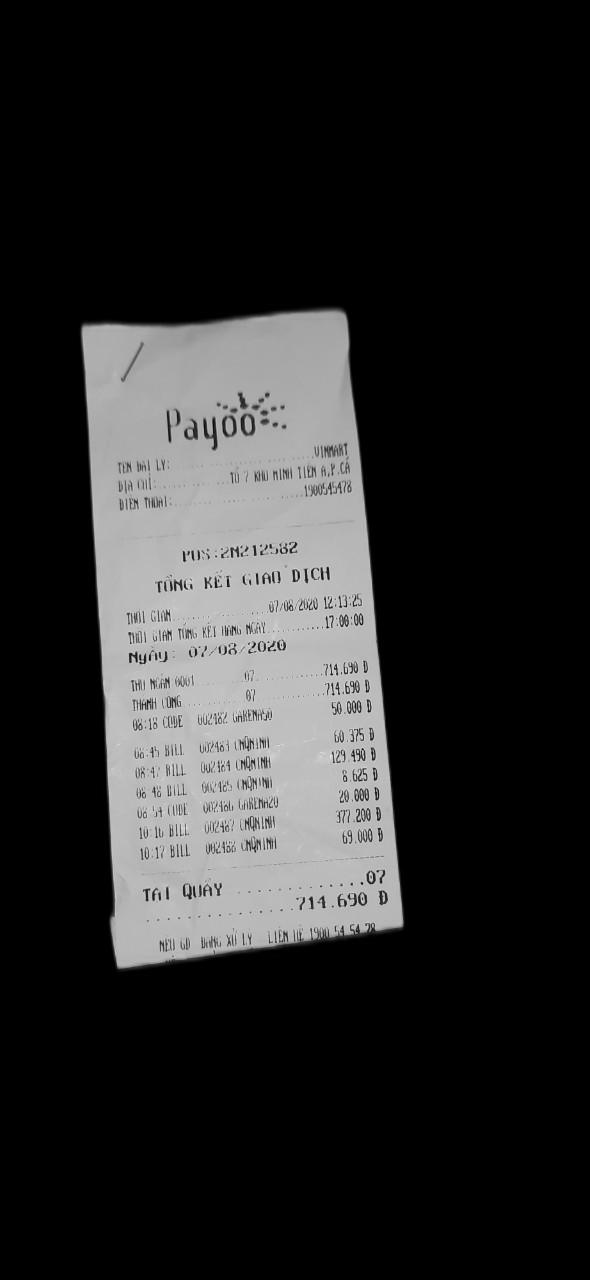 Payoo
TÊN ĐẠI LÝ: ..................VINMART
ĐỊA CHỈ: ..........TỔ 7 KHU MINH TIẾN A,P.CẨ
ĐIỆN THOẠI: ..................1900545478
POS:2M212582
TỔNG KẾT GIAO DỊCH
THỜI GIAN ..................07/08/2020 12:13:25
THỜI GIAN TỔNG KẾT HÀNG NGÀY ..........17:00:00
Ngày: 07/08/2020
THU NGÂN 0001 ........07 ............714.690 Đ
THÀNH CÔNG ..........07 ............714.690 Đ
08:18 CODE 002482 GARENA50 50.000 Đ
08:45 BILL 002483 CNQNINH 60.375 Đ
08:47 BILL 002484 CNQNINH 129.490 Đ
08:48 BILL 002485 CNQNINH 8.625 Đ
08:54 CODE 002486 GARENA20 20.000 Đ
10:16 BILL 002487 CNQNINH 377.200 Đ
10:17 BILL 002488 CNQNINH 69.000 Đ
TẠI QUẦY ............07
..............714.690 Đ
NẾU GD ĐANG XỬ LÝ LIÊN HỆ 1900 54 54 78